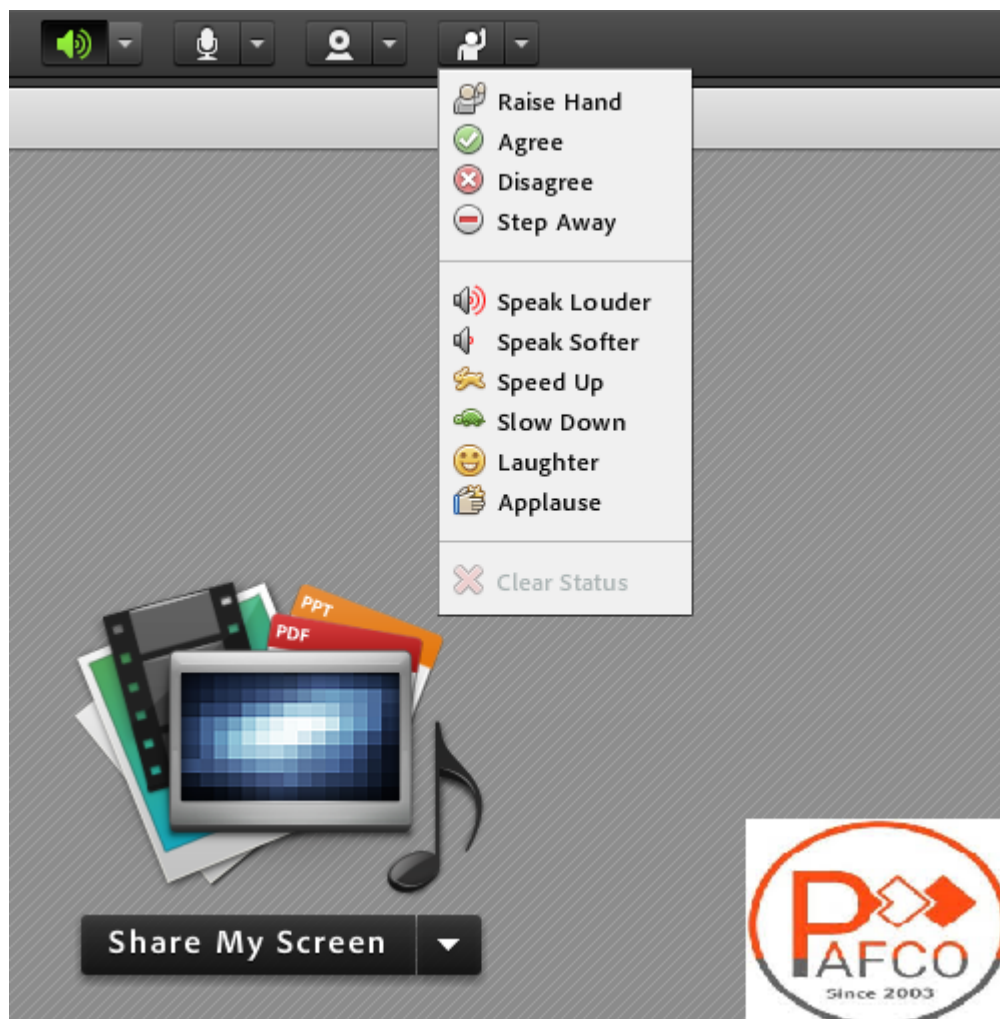 Raise Hand
Agree
Disagree
Step Away
Speak Louder
Speak Softer
Speed Up
Slow Down
Laughter
Applause
Clear Status
PPT
PDF
Share My Screen
PAFCO
Since 2003